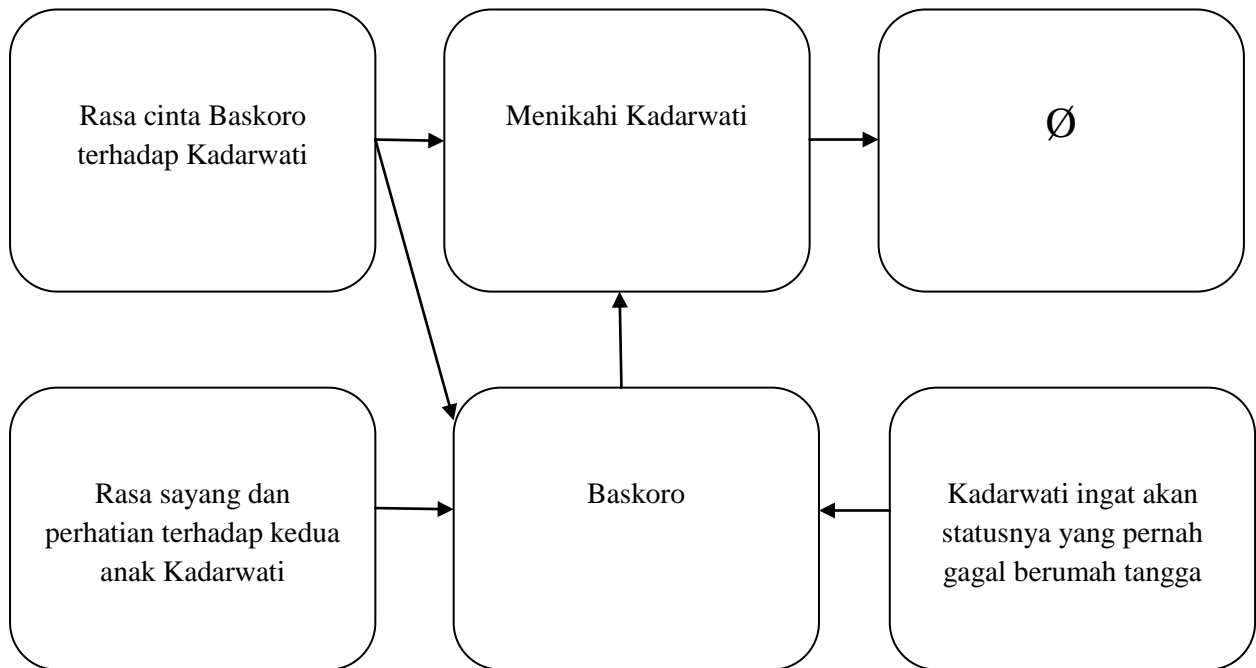 Rasa cinta Baskoro
terhadap Kadarwati
Menikahi Kadarwati
Ø
Rasa sayang dan
perhatian terhadap kedua
anak Kadarwati
Baskoro
Kadarwati ingat akan
statusnya yang pernah
gagal berumah tangga